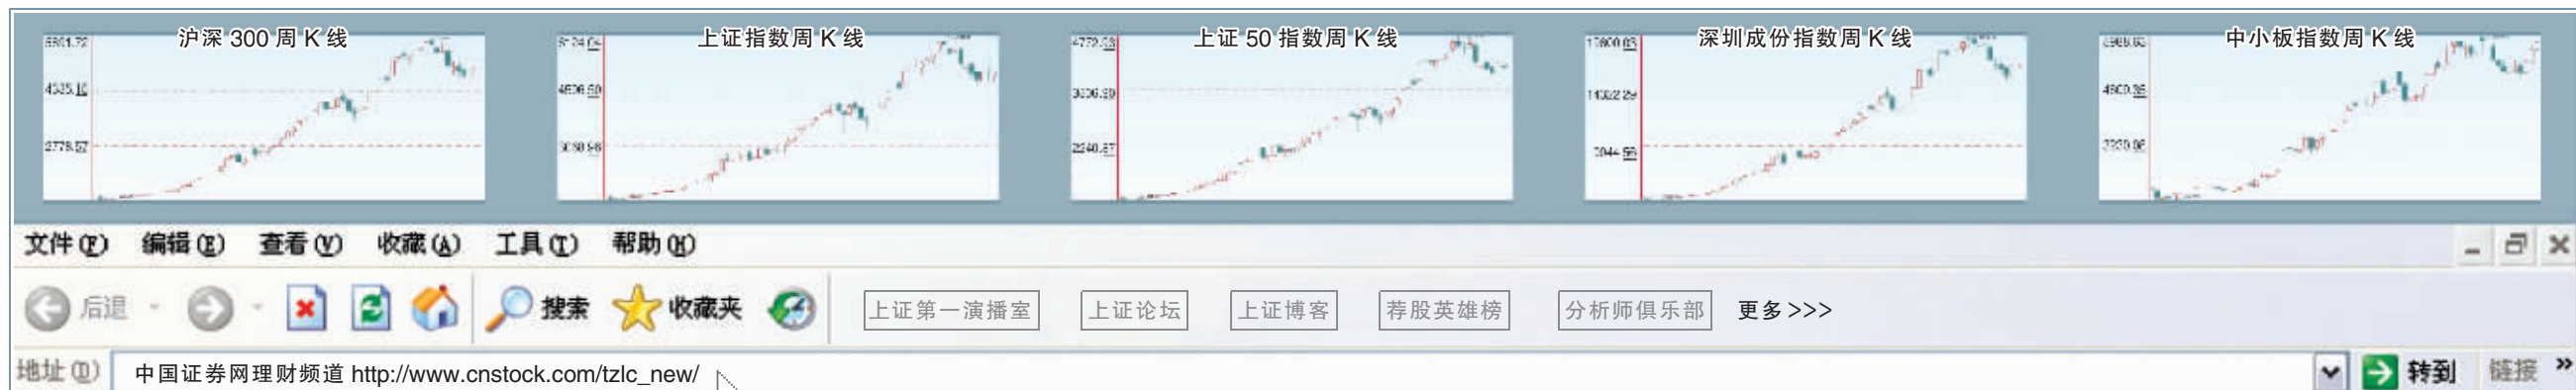 沪深 300 周 K 线
上证指数周 K 线
上证 50 指数周 K 线
深圳成份指数周 K 线
中小板指数周 K 线
文件(F) 编辑(E) 查看(V) 收藏(A) 工具(T) 帮助(H)
后退 搜索 收藏夹 上证第一演播室 上证论坛 上证博客 荐股英雄榜 分析师俱乐部 更多>>>
地址(D) 中国证券网理财频道 http://www.cnstock.com/tzlc_new/ 转到 链接 »